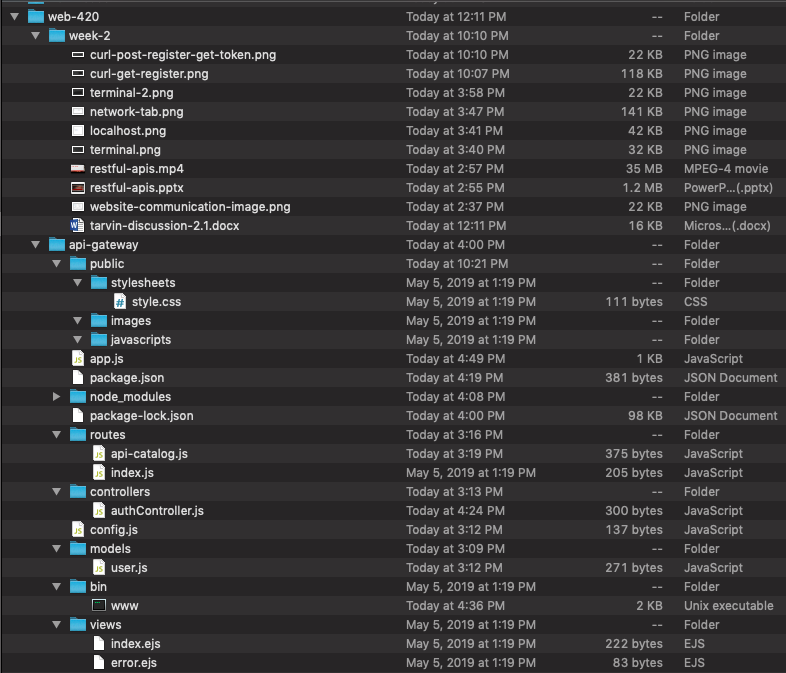 web-420 Today at 12:11 PM -- Folder
week-2 Today at 10:10 PM -- Folder
curl-post-register-get-token.png Today at 10:10 PM 22 KB PNG image
curl-get-register.png Today at 10:07 PM 118 KB PNG image
terminal-2.png Today at 3:58 PM 22 KB PNG image
network-tab.png Today at 3:47 PM 141 KB PNG image
localhost.png Today at 3:41 PM 42 KB PNG image
terminal.png Today at 3:40 PM 32 KB PNG image
restful-apis.mp4 Today at 2:57 PM 35 MB MPEG-4 movie
restful-apis.pptx Today at 2:55 PM 1.2 MB PowerP...(.pptx)
website-communication-image.png Today at 2:37 PM 22 KB PNG image
tarvin-discussion-2.1.docx Today at 12:11 PM 16 KB Micros...(.docx)
api-gateway Today at 4:00 PM -- Folder
public Today at 10:21 PM -- Folder
stylesheets May 5, 2019 at 1:19 PM -- Folder
style.css May 5, 2019 at 1:19 PM 111 bytes CSS
images May 5, 2019 at 1:19 PM -- Folder
javascripts May 5, 2019 at 1:19 PM -- Folder
app.js Today at 4:49 PM 1 KB JavaScript
package.json Today at 4:19 PM 381 bytes JSON Document
node_modules Today at 4:08 PM -- Folder
package-lock.json Today at 4:00 PM 98 KB JSON Document
routes Today at 3:16 PM -- Folder
api-catalog.js Today at 3:19 PM 375 bytes JavaScript
index.js May 5, 2019 at 1:19 PM 205 bytes JavaScript
controllers Today at 3:13 PM -- Folder
authController.js Today at 4:24 PM 300 bytes JavaScript
config.js Today at 3:12 PM 137 bytes JavaScript
models Today at 3:09 PM -- Folder
user.js Today at 3:12 PM 271 bytes JavaScript
bin May 5, 2019 at 1:19 PM -- Folder
www Today at 4:36 PM 2 KB Unix executable
views May 5, 2019 at 1:19 PM -- Folder
index.ejs May 5, 2019 at 1:19 PM 222 bytes EJS
error.ejs May 5, 2019 at 1:19 PM 83 bytes EJS